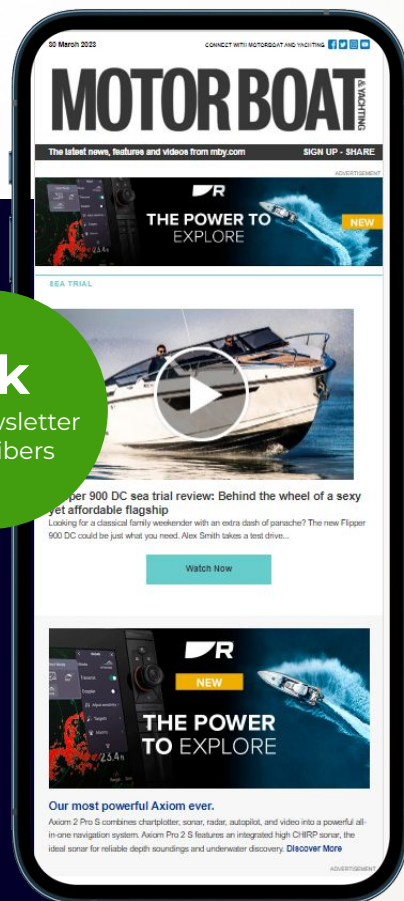 30 March 2023
CONNECT WITH MOTORBOAT AND YACHTING
MOTOR BOAT
& YACHTING
The latest news, features and videos from mby.com
SIGN UP - SHARE
ADVERTISEMENT
R
THE POWER TO
EXPLORE
NEW
23.4
SEA TRIAL
k
wsletter
ibers
per 900 DC sea trial review: Behind the wheel of a sexy
yet affordable flagship
Looking for a classical family weekender with an extra dash of panache? The new Flipper
900 DC could be just what you need. Alex Smith takes a test drive...
Watch Now
R
NEW
THE POWER
TO EXPLORE
Targets
23.4
Our most powerful Axiom ever.
Axiom 2 Pro S combines chartplotter, sonar, radar, autopilot, and video into a powerful all-
in-one navigation system. Axiom Pro 2 S features an integrated high CHIRP sonar, the
ideal sonar for reliable depth soundings and underwater discovery. Discover More
ADVERTISEMENT